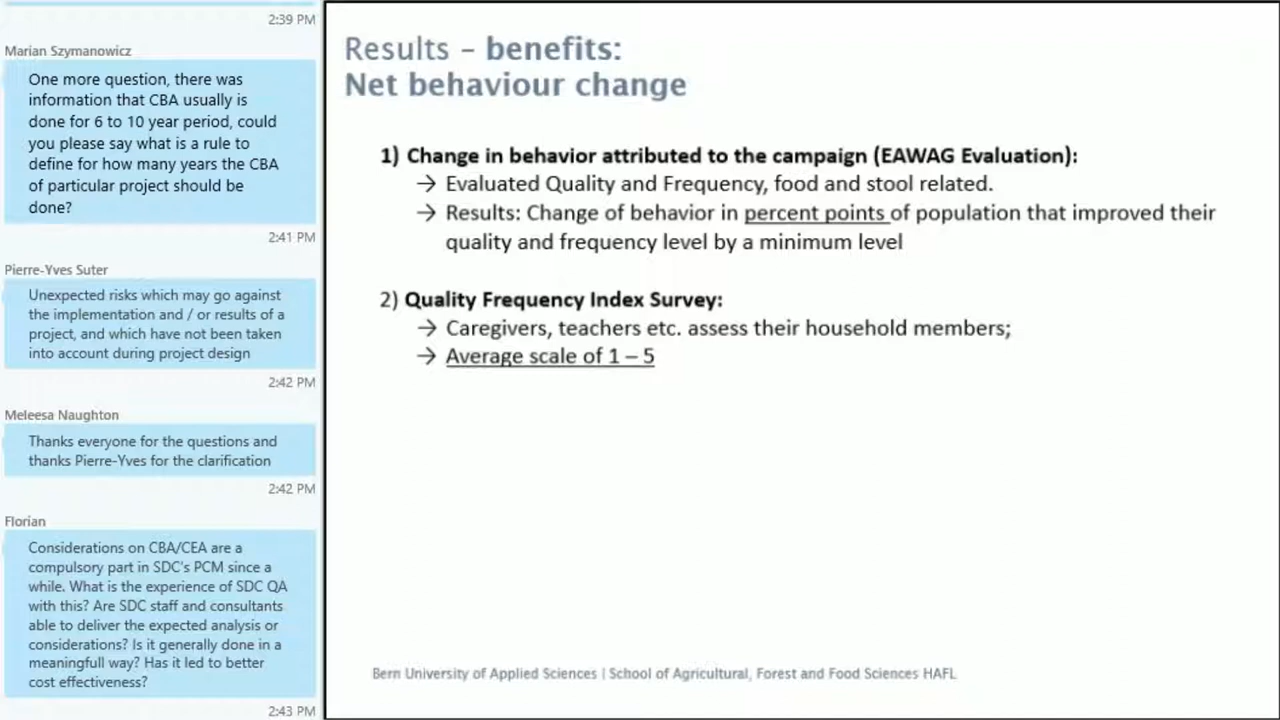 2:39 PM
Marian Szymanowicz
One more question, there was
information that CBA usually is
done for 6 to 10 year period, could
you please say what is a rule to
define for how many years the CBA
of particular project should be
done?
2:41 PM
Pierre-Yves Suter
Unexpected risks which may go against
the implementation and / or results of a
project, and which have not been taken
into account during project design
2:42 PM
Meleesa Naughton
Thanks everyone for the questions and
thanks Pierre-Yves for the clarification
2:42 PM
Florian
Considerations on CBA/CEA are a
compulsory part in SDC's PCM since a
while. What is the experience of SDC QA
with this? Are SDC staff and consultants
able to deliver the expected analysis or
considerations? Is it generally done in a
meaningfull way? Has it led to better
cost effectiveness?
2:43 PM
Results – benefits:
Net behaviour change
1) Change in behavior attributed to the campaign (EAWAG Evaluation):
→ Evaluated Quality and Frequency, food and stool related.
→ Results: Change of behavior in percent points of population that improved their
quality and frequency level by a minimum level
2) Quality Frequency Index Survey:
→ Caregivers, teachers etc. assess their household members;
→ Average scale of 1 – 5
Bern University of Applied Sciences | School of Agricultural, Forest and Food Sciences HAFL